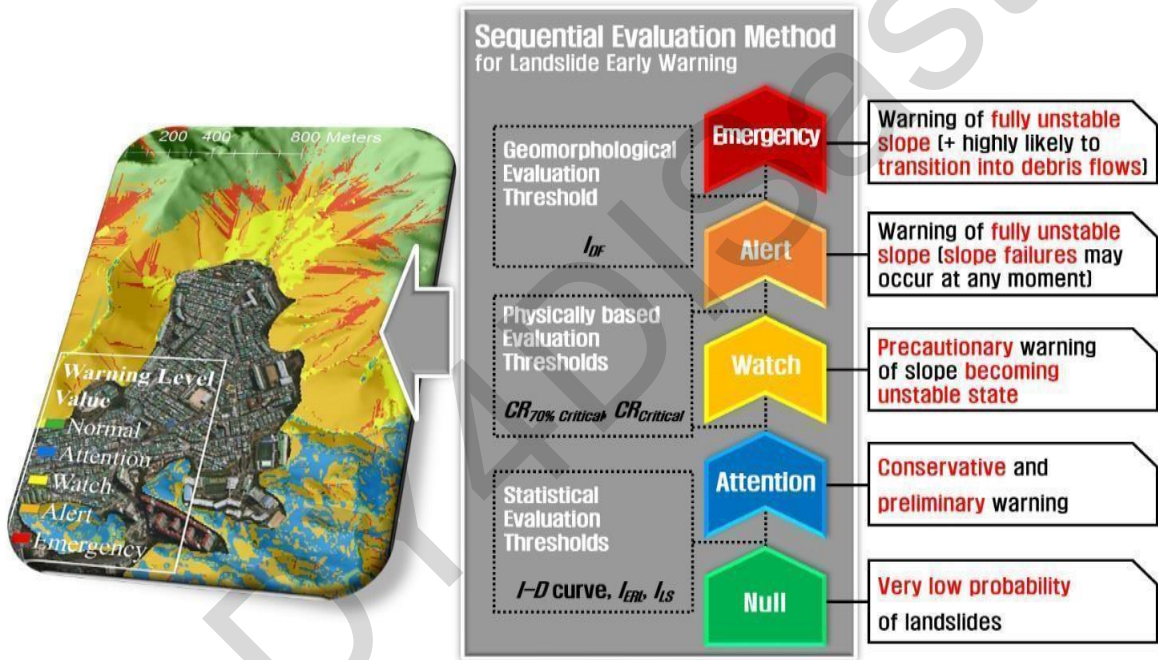 Sequential Evaluation Method
for Landslide Early Warning
200 400 800 Meters
Warning Level
Value
Normal
Attention
Watch
Alert
Emergency
Geomorphological
Evaluation
Threshold
I_DF
Physically based
Evaluation
Thresholds
CR_70% Critical, CR_Critical
Statistical
Evaluation
Thresholds
I-D curve, I_ERI, I_LS
Emergency
Alert
Watch
Attention
Null
Warning of fully unstable
slope (+ highly likely to
transition into debris flows)
Warning of fully unstable
slope (slope failures may
occur at any moment)
Precautionary warning
of slope becoming
unstable state
Conservative and
preliminary warning
Very low probability
of landslides